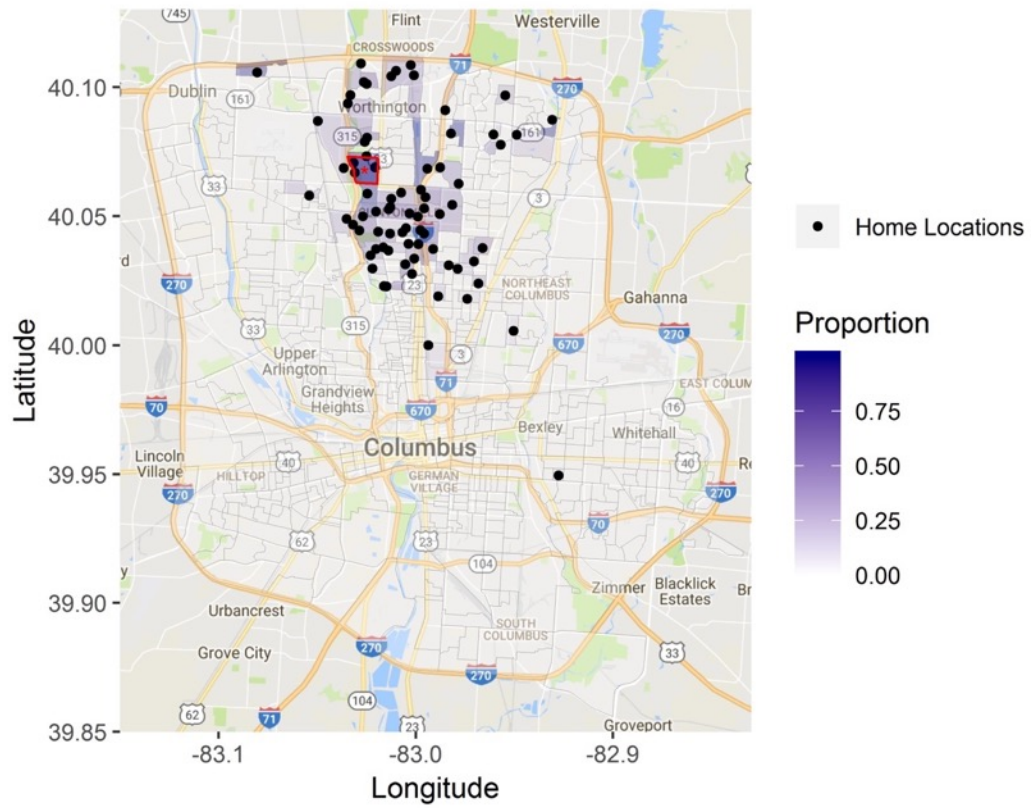 745
Flint
Westerville
CROSSWOODS
71
270
40.10
Dublin
161
Worthington
315
161
33
3
40.05
3
d
270
23
NORTHEAST
COLUMBUS
Gahanna
33
315
40.00
3
670
270
Upper
Arlington
71
EAST COLUM
Grandview
Heights
70
670
16
Bexley
Whitehall
Columbus
Lincoln
Village
40
HILLTOP
GERMAN
VILLAGE
40
Re
39.95
270
270
70
62
23
104
y
Zimmer
Blacklick
Estates
Br
39.90
Urbancrest
SOUTH
COLUMBUS
Grove City
270
33
270
104
62
71
23
Groveport
39.85
-83.1
-83.0
-82.9
Longitude
Latitude
Home Locations
Proportion
0.75
0.50
0.25
0.00